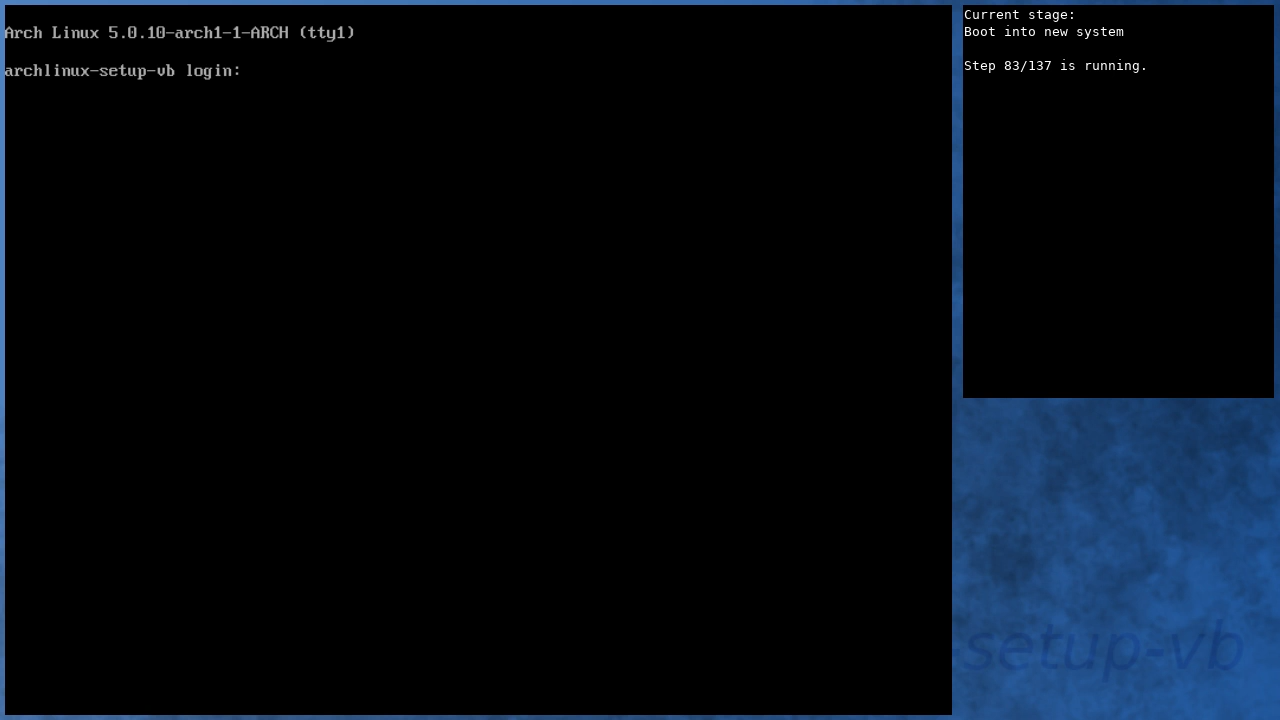 Arch Linux 5.0.10-arch1-1-ARCH (tty1)
archlinux-setup-vb login:
Current stage:
Boot into new system
Step 83/137 is running.
-setup-vb